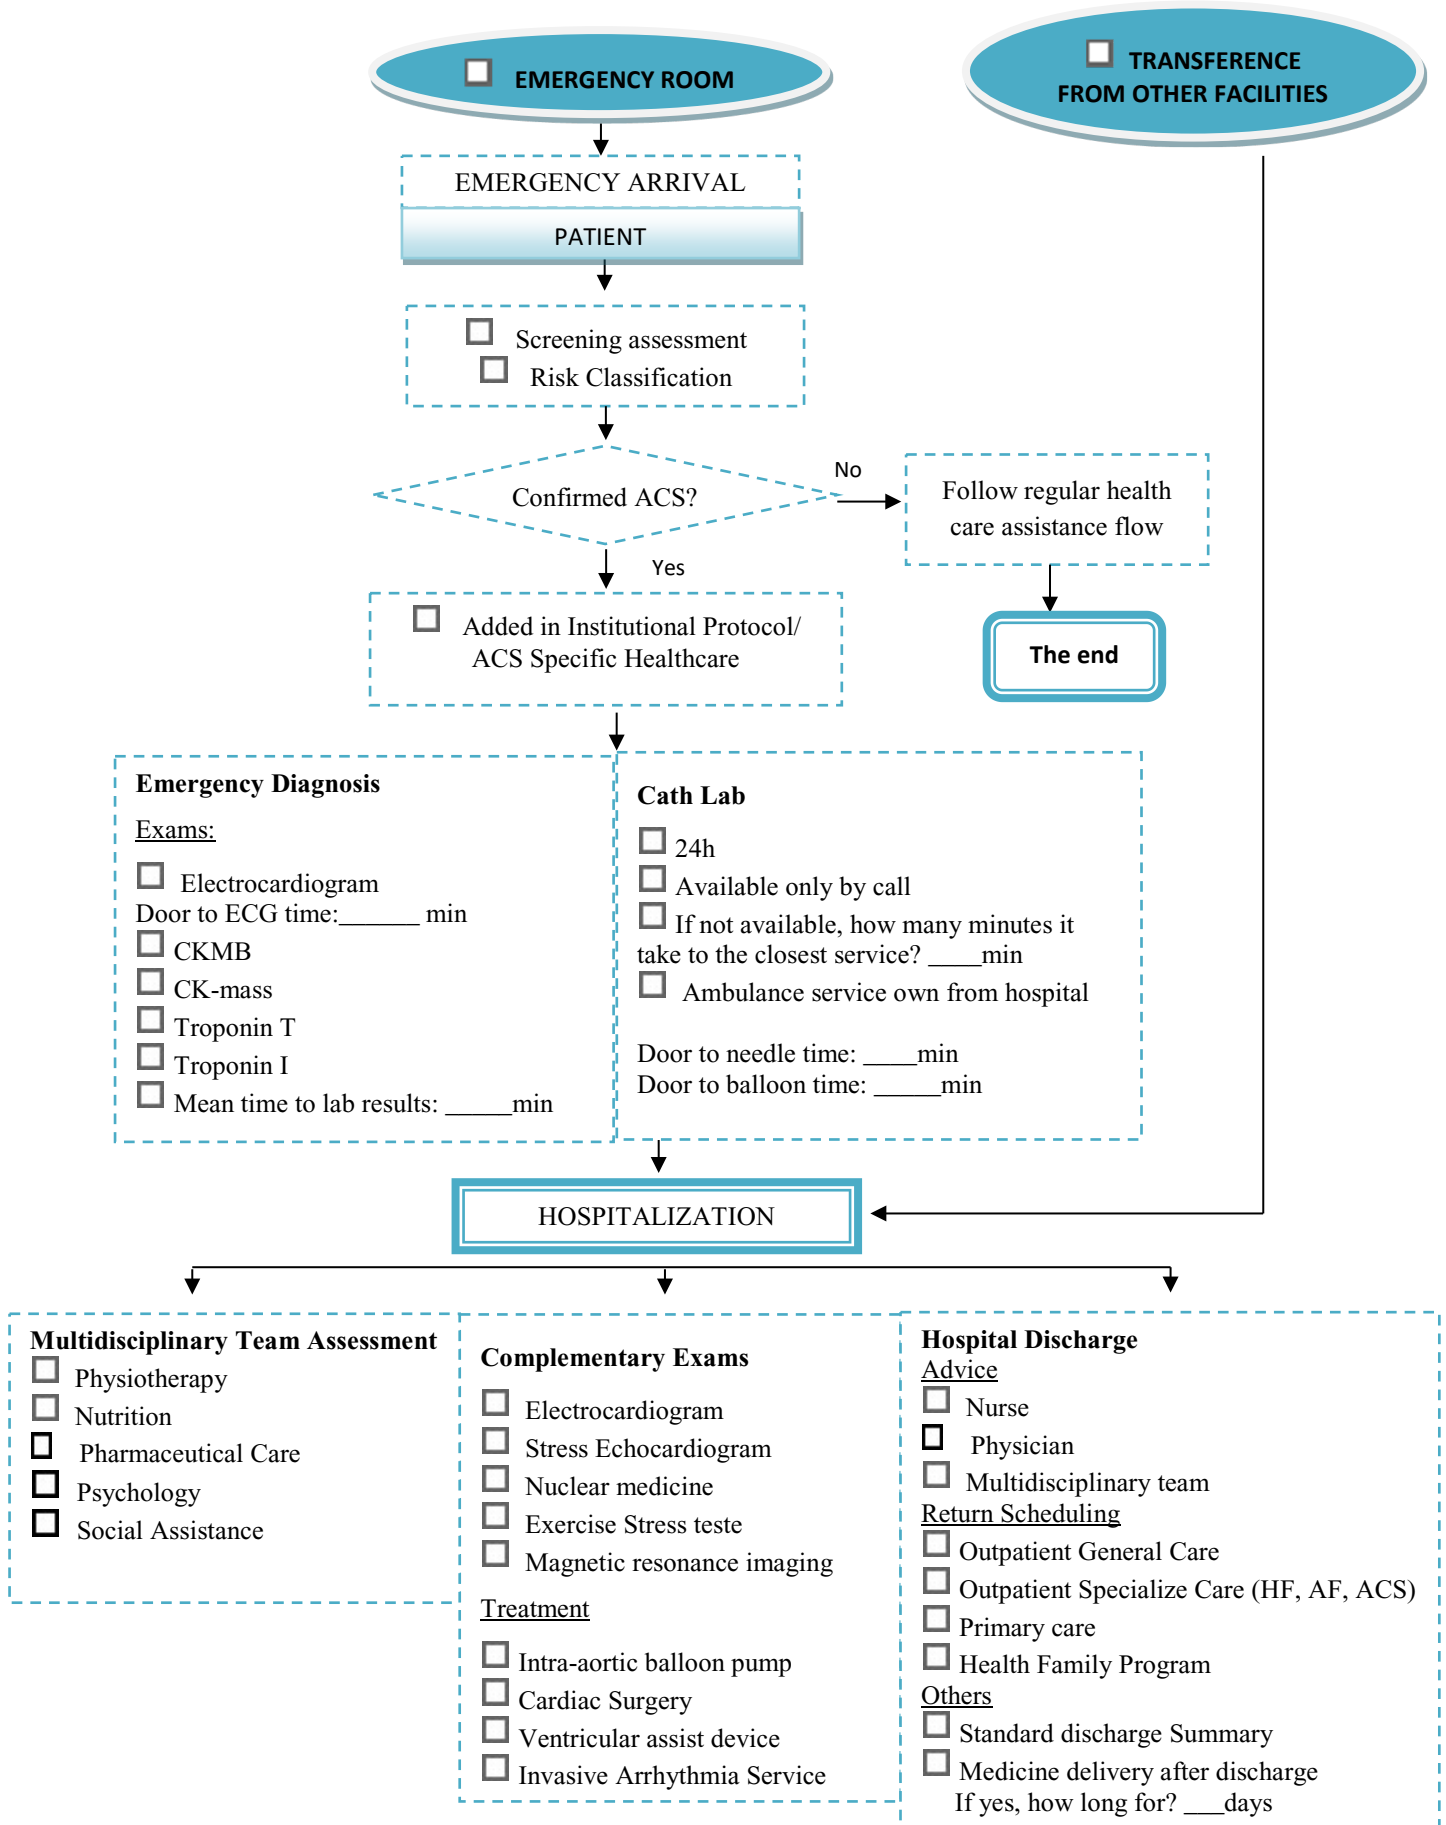 EMERGENCY ROOM
TRANSFERENCE
FROM OTHER FACILITIES
EMERGENCY ARRIVAL
PATIENT
Screening assessment
Risk Classification
Confirmed ACS?
No
Follow regular health
care assistance flow
Yes
The end
Added in Institutional Protocol/
ACS Specific Healthcare
Emergency Diagnosis
Exams:
Electrocardiogram
Door to ECG time:______ min
CKMB
CK-mass
Troponin T
Troponin I
Mean time to lab results: _____min
Cath Lab
24h
Available only by call
If not available, how many minutes it
take to the closest service? ____min
Ambulance service own from hospital
Door to needle time: ____min
Door to balloon time: _____min
HOSPITALIZATION
Multidisciplinary Team Assessment
Physiotherapy
Nutrition
Pharmaceutical Care
Psychology
Social Assistance
Complementary Exams
Electrocardiogram
Stress Echocardiogram
Nuclear medicine
Exercise Stress teste
Magnetic resonance imaging
Treatment
Intra-aortic balloon pump
Cardiac Surgery
Ventricular assist device
Invasive Arrhythmia Service
Hospital Discharge
Advice
Nurse
Physician
Multidisciplinary team
Return Scheduling
Outpatient General Care
Outpatient Specialize Care (HF, AF, ACS)
Primary care
Health Family Program
Others
Standard discharge Summary
Medicine delivery after discharge
If yes, how long for? ___days